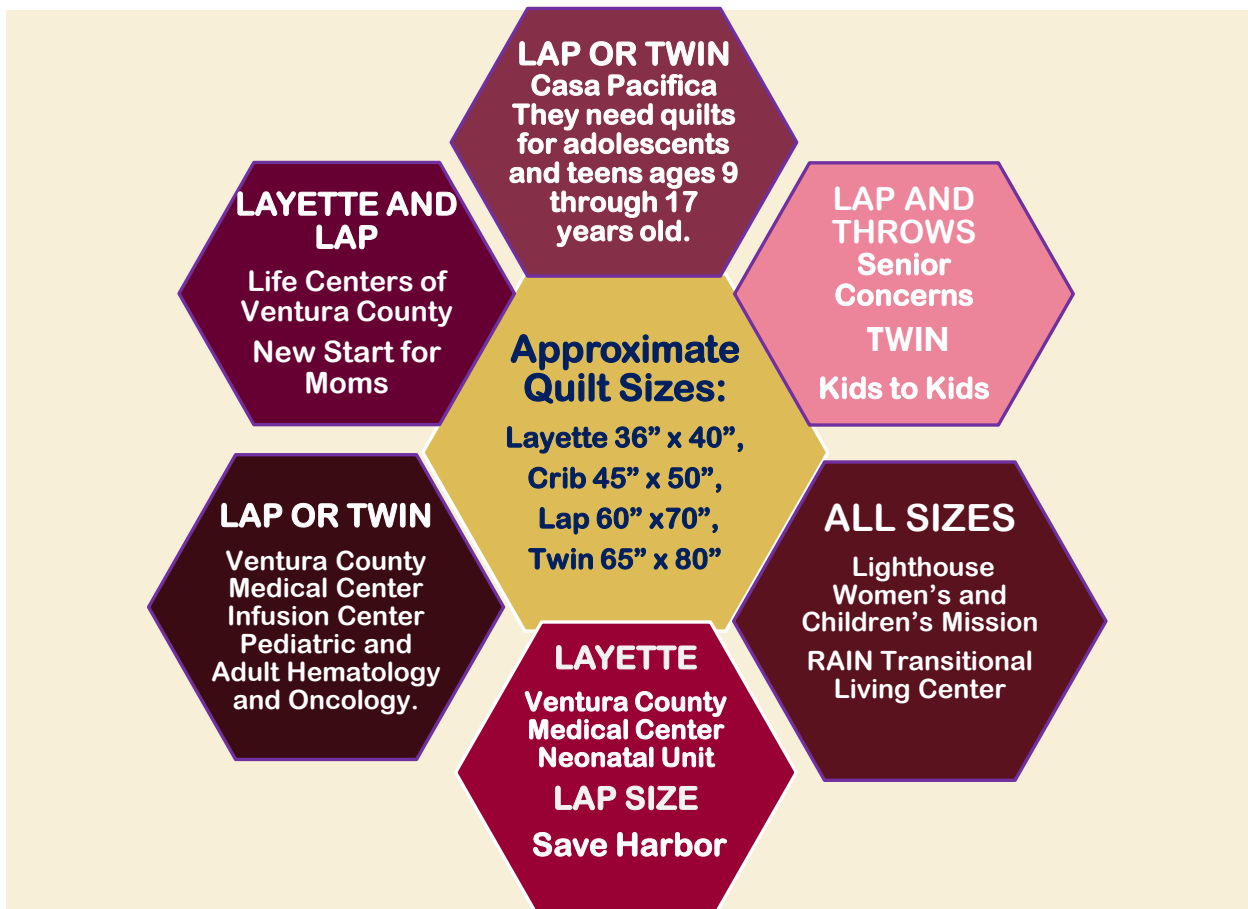 LAP OR TWIN
Casa Pacifica
They need quilts
for adolescents
and teens ages 9
through 17
years old.
LAYETTE AND
LAP
Life Centers of
Ventura County
New Start for
Moms
LAP AND
THROWS
Senior
Concerns
TWIN
Kids to Kids
Approximate
Quilt Sizes:
Layette 36” x 40”,
Crib 45” x 50”,
Lap 60” x70”,
Twin 65” x 80”
LAP OR TWIN
Ventura County
Medical Center
Infusion Center
Pediatric and
Adult Hematology
and Oncology.
ALL SIZES
Lighthouse
Women’s and
Children’s Mission
RAIN Transitional
Living Center
LAYETTE
Ventura County
Medical Center
Neonatal Unit
LAP SIZE
Save Harbor